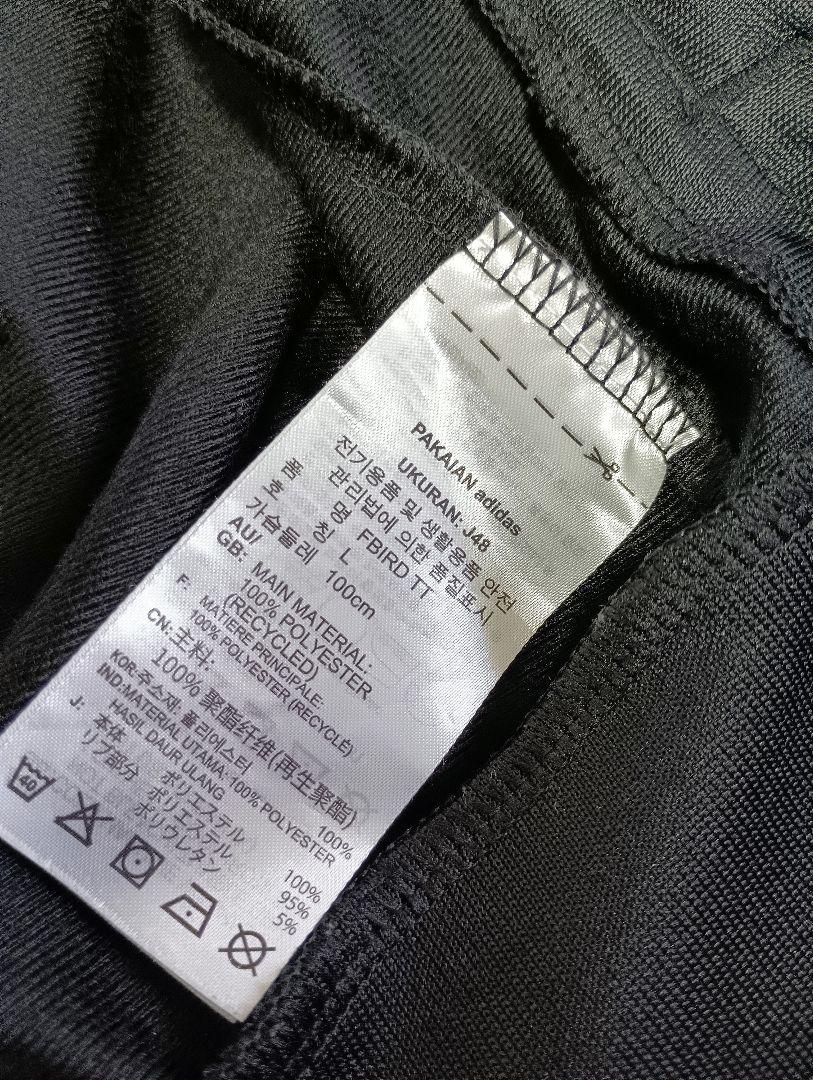 PAKAIAN adidas
UKURAN: J48
전기용품 및 생활용품 안전
관리법에 의한 품질표시
품 명 FBIRD TT
호 칭 L
가슴둘레 100cm
AU/
GB: MAIN MATERIAL:
100% POLYESTER
(RECYCLED)
F: MATIERE PRINCIPALE:
100% POLYESTER (RECYCLÉ)
CN: 主料:
100% 聚酯纤维(再生聚酯)
KOR: 주소재: 폴리에스터 100%
IND: MATERIAL UTAMA: 100% POLYESTER
HASIL DAUR ULANG
J: 本体 ポリエステル 100%
リブ部分 ポリエステル 95%
ポリウレタン 5%
40